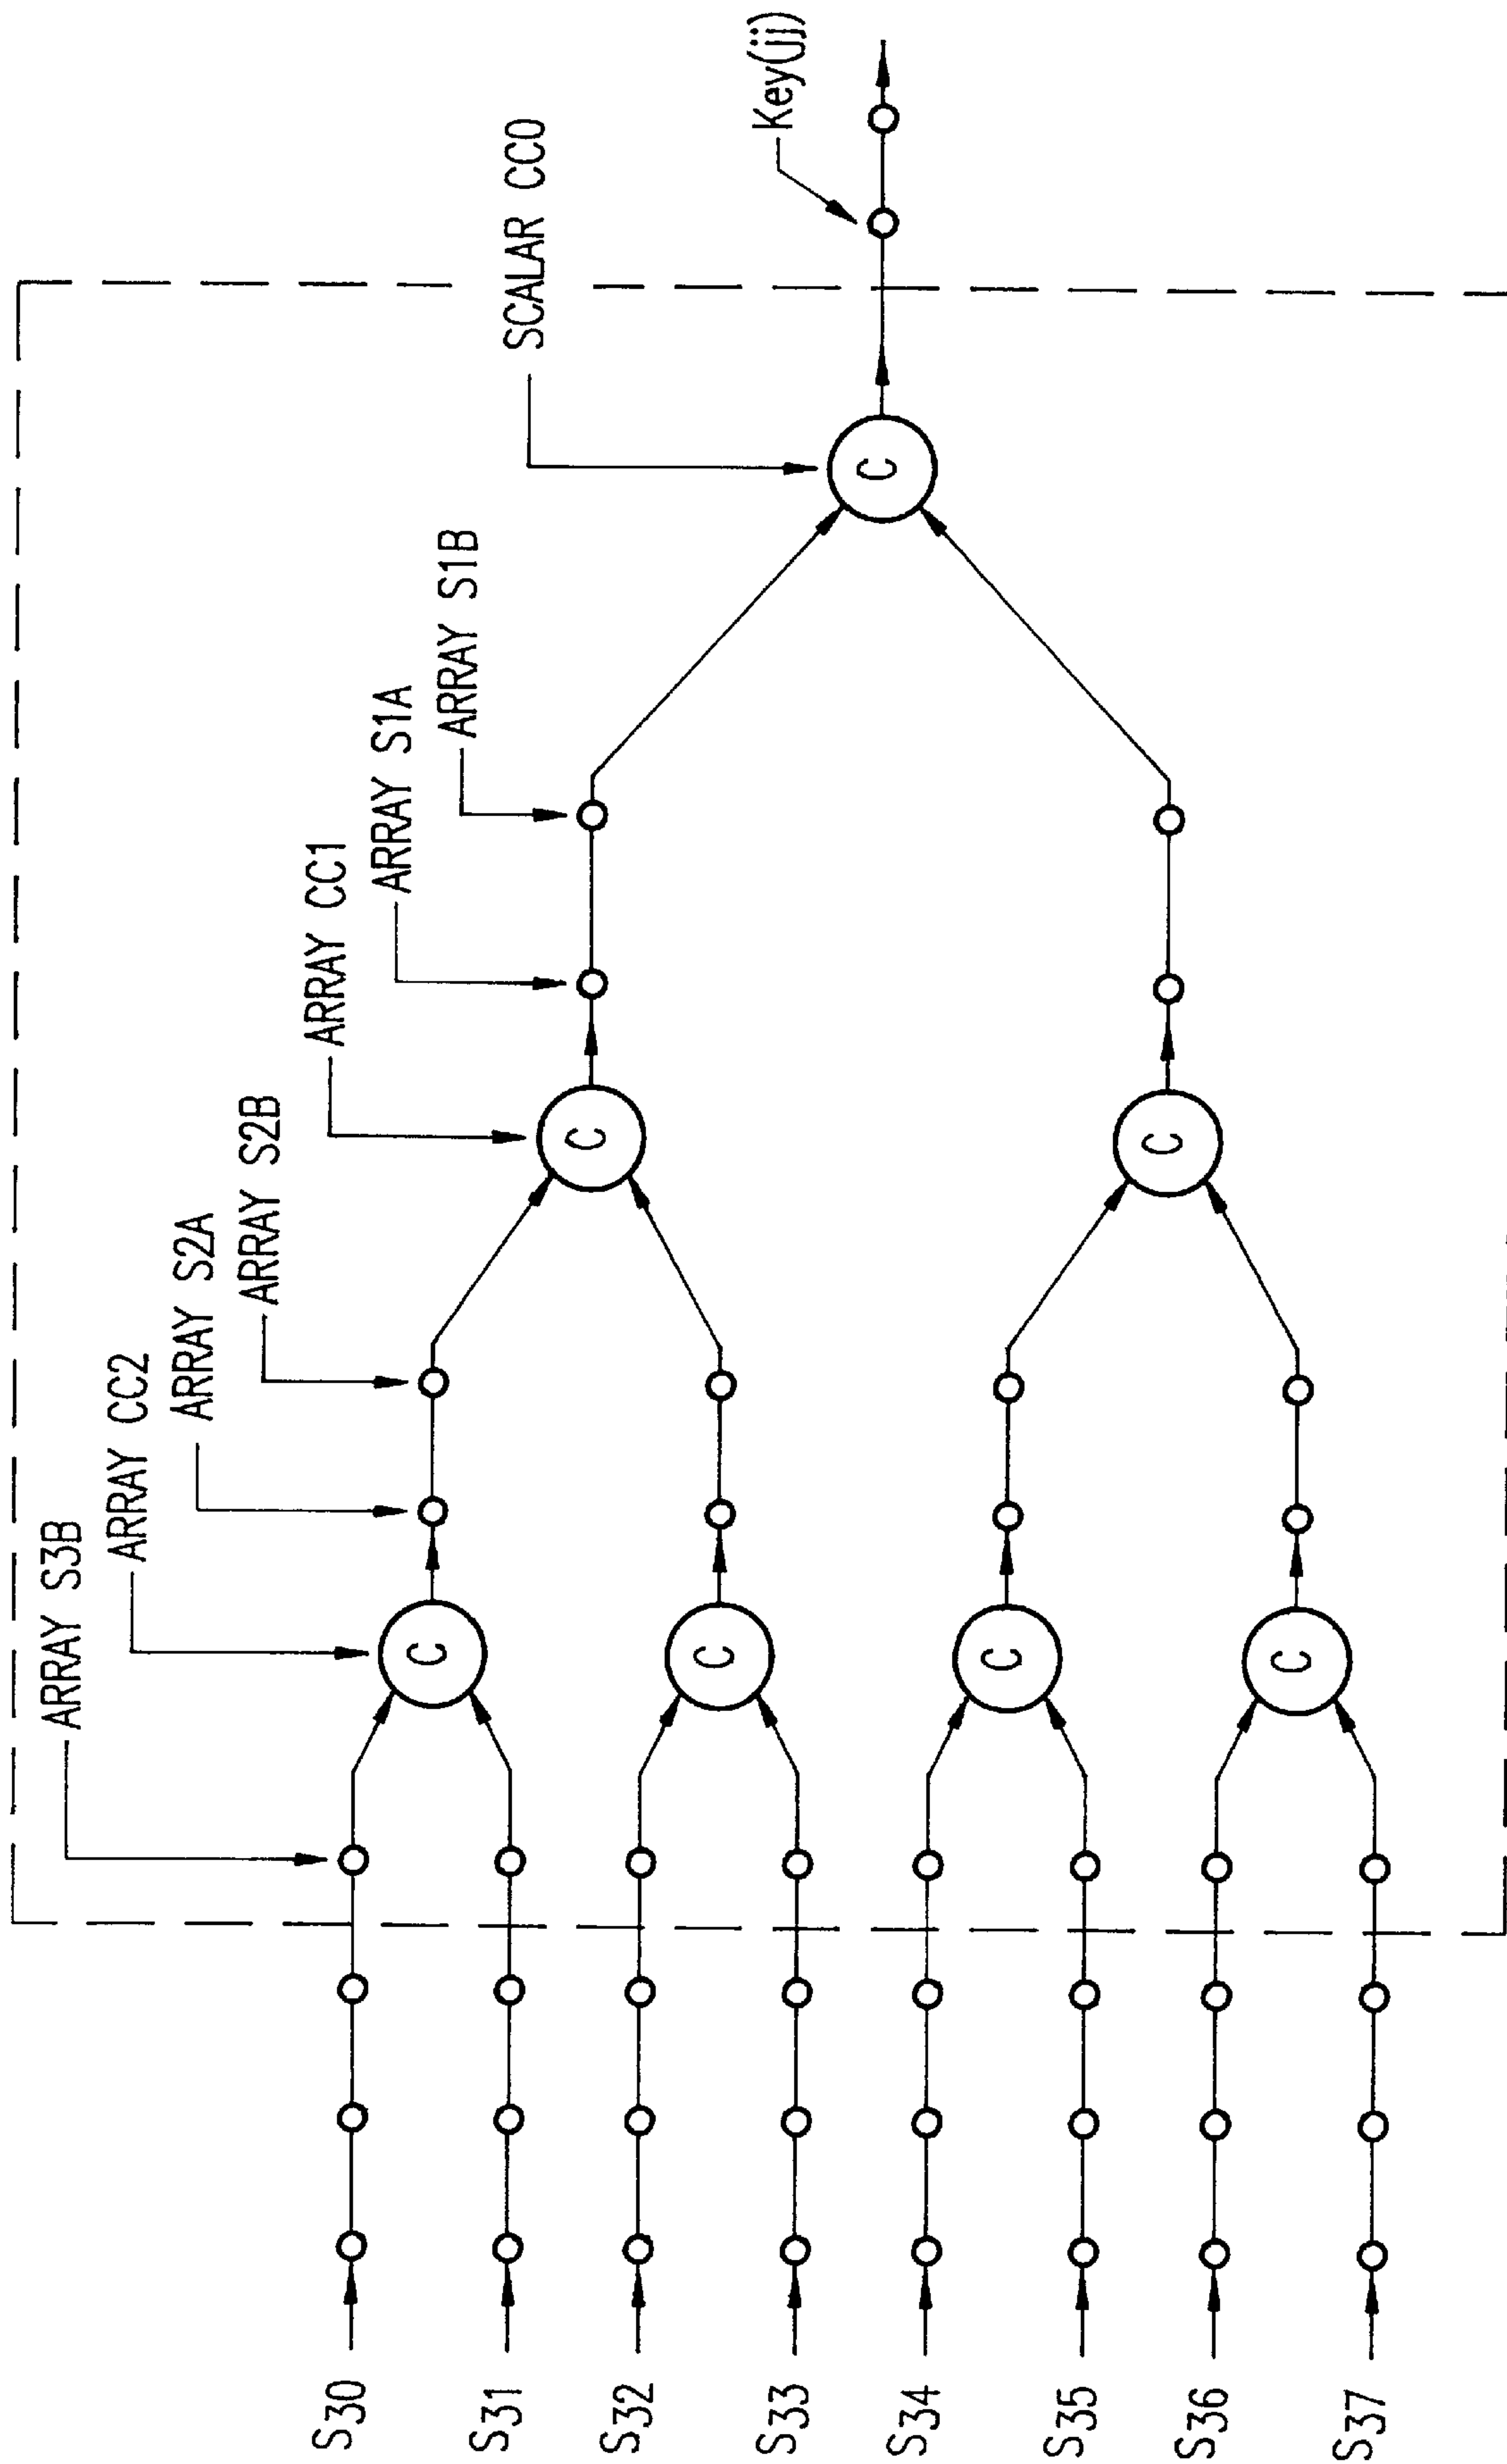 ARRAY S3B
ARRAY CC2
ARRAY S2A
ARRAY S2B
ARRAY CC1
ARRAY S1A
ARRAY S1B
SCALAR CC0
Key(jj)
S30
S31
S32
S33
S34
S35
S36
S37
C
C
C
C
C
C
C